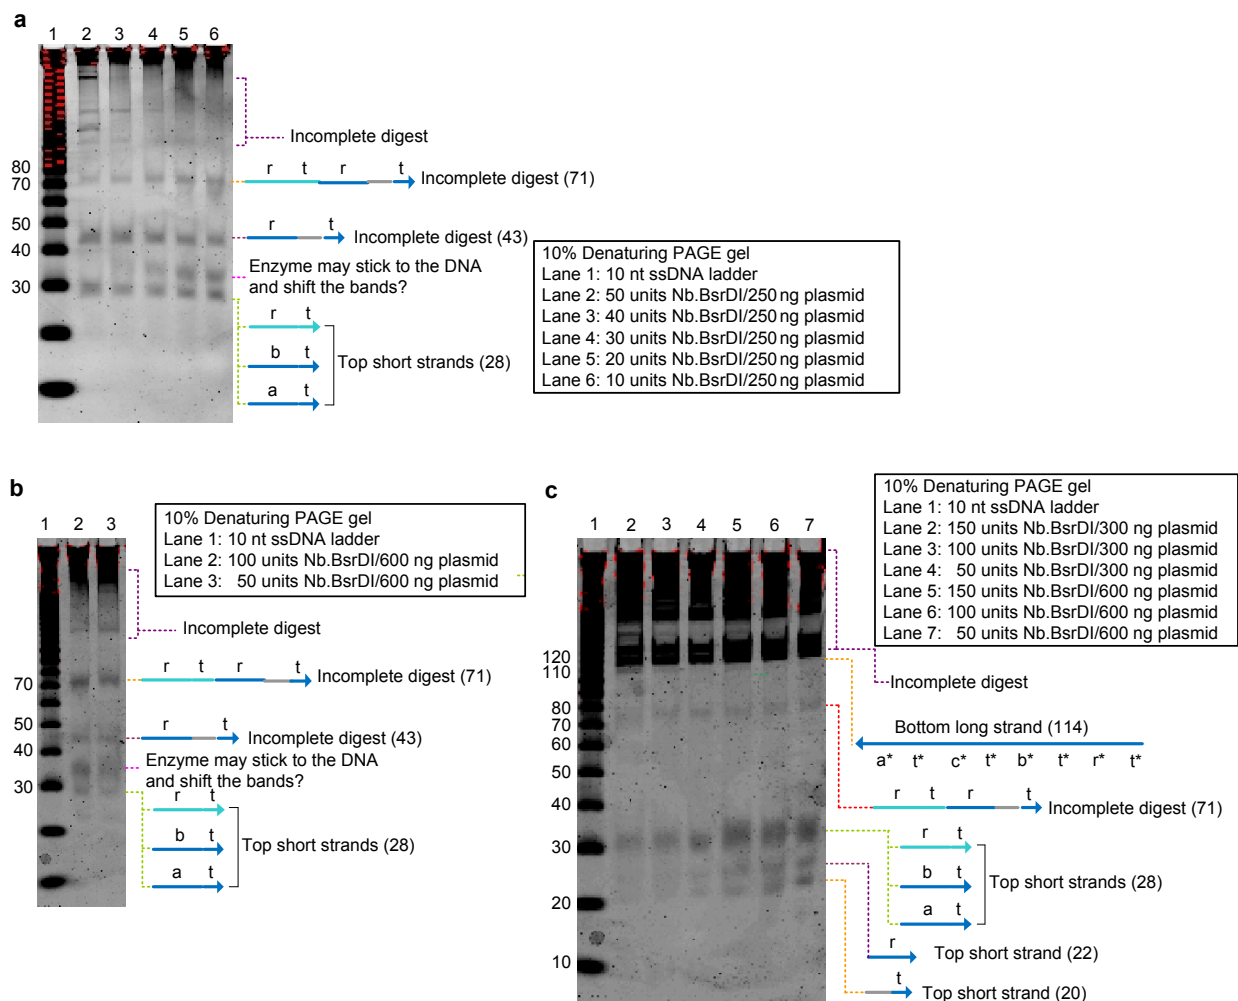 a
1 2 3 4 5 6
80
70
50
40
30
Incomplete digest
r t r t
Incomplete digest (71)
r t
Incomplete digest (43)
Enzyme may stick to the DNA
and shift the bands?
r t
b t
a t
Top short strands (28)
10% Denaturing PAGE gel
Lane 1: 10 nt ssDNA ladder
Lane 2: 50 units Nb.BsrDI/250 ng plasmid
Lane 3: 40 units Nb.BsrDI/250 ng plasmid
Lane 4: 30 units Nb.BsrDI/250 ng plasmid
Lane 5: 20 units Nb.BsrDI/250 ng plasmid
Lane 6: 10 units Nb.BsrDI/250 ng plasmid
b
1 2 3
70
50
40
30
10% Denaturing PAGE gel
Lane 1: 10 nt ssDNA ladder
Lane 2: 100 units Nb.BsrDI/600 ng plasmid
Lane 3: 50 units Nb.BsrDI/600 ng plasmid
Incomplete digest
r t r t
Incomplete digest (71)
r t
Incomplete digest (43)
Enzyme may stick to the DNA
and shift the bands?
r t
b t
a t
Top short strands (28)
c
1 2 3 4 5 6 7
120
110
80
70
60
50
40
30
20
10
10% Denaturing PAGE gel
Lane 1: 10 nt ssDNA ladder
Lane 2: 150 units Nb.BsrDI/300 ng plasmid
Lane 3: 100 units Nb.BsrDI/300 ng plasmid
Lane 4: 50 units Nb.BsrDI/300 ng plasmid
Lane 5: 150 units Nb.BsrDI/600 ng plasmid
Lane 6: 100 units Nb.BsrDI/600 ng plasmid
Lane 7: 50 units Nb.BsrDI/600 ng plasmid
Incomplete digest
Bottom long strand (114)
a* t* c* t* b* t* r* t*
r t r t
Incomplete digest (71)
r t
b t
a t
Top short strands (28)
r
Top short strand (22)
t
Top short strand (20)